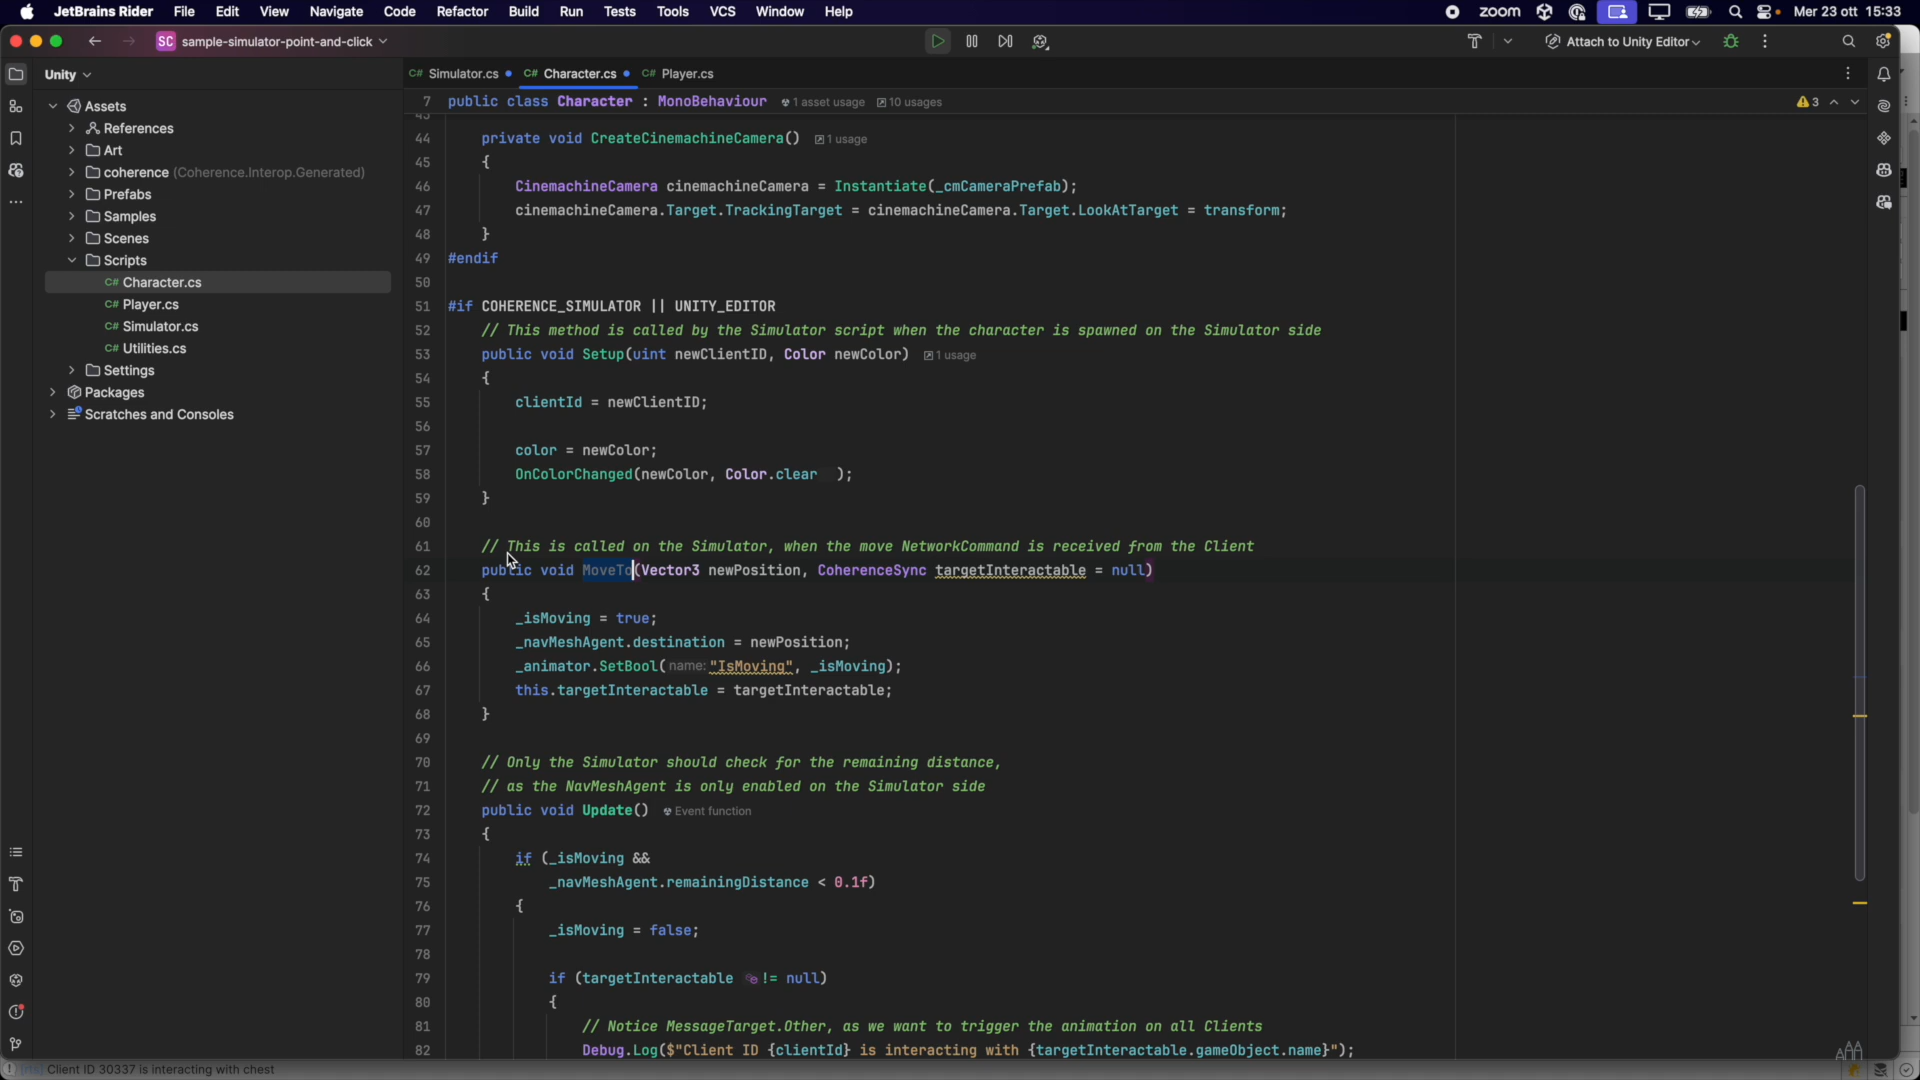 JetBrains Rider File Edit View Navigate Code Refactor Build Run Tests Tools VCS Window Help zoom Mer 23 ott 15:33
SC sample-simulator-point-and-click Attach to Unity Editor
Unity
Assets
References
Art
coherence (Coherence.Interop.Generated)
Prefabs
Samples
Scenes
Scripts
C# Character.cs
C# Player.cs
C# Simulator.cs
C# Utilities.cs
Settings
Packages
Scratches and Consoles
C# Simulator.cs C# Character.cs C# Player.cs
7 public class Character : MonoBehaviour 1 asset usage 10 usages 3
43
44 private void CreateCinemachineCamera() 1 usage
45 {
46 CinemachineCamera cinemachineCamera = Instantiate(_cmCameraPrefab);
47 cinemachineCamera.Target.TrackingTarget = cinemachineCamera.Target.LookAtTarget = transform;
48 }
49 #endif
50
51 #if COHERENCE_SIMULATOR || UNITY_EDITOR
52 // This method is called by the Simulator script when the character is spawned on the Simulator side
53 public void Setup(uint newClientID, Color newColor) 1 usage
54 {
55 clientId = newClientID;
56
57 color = newColor;
58 OnColorChanged(newColor, Color.clear );
59 }
60
61 // This is called on the Simulator, when the move NetworkCommand is received from the Client
62 public void MoveTo(Vector3 newPosition, CoherenceSync targetInteractable = null)
63 {
64 _isMoving = true;
65 _navMeshAgent.destination = newPosition;
66 _animator.SetBool( name: "IsMoving", _isMoving);
67 this.targetInteractable = targetInteractable;
68 }
69
70 // Only the Simulator should check for the remaining distance,
71 // as the NavMeshAgent is only enabled on the Simulator side
72 public void Update() Event function
73 {
74 if (_isMoving &&
75 _navMeshAgent.remainingDistance < 0.1f)
76 {
77 _isMoving = false;
78
79 if (targetInteractable != null)
80 {
81 // Notice MessageTarget.Other, as we want to trigger the animation on all Clients
82 Debug.Log($"Client ID {clientId} is interacting with {targetInteractable.gameObject.name}");
Client ID 30337 is interacting with chest